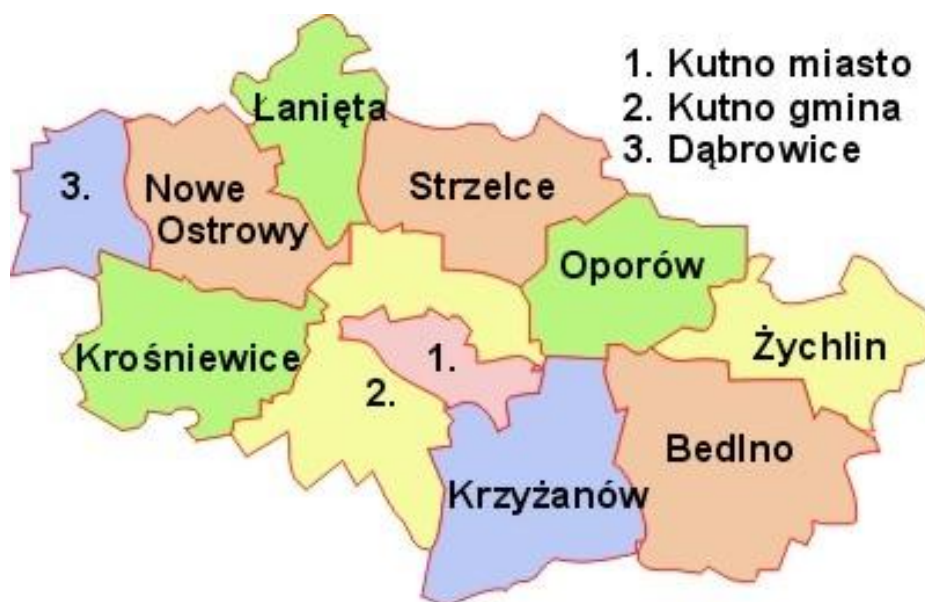 1. Kutno miasto
2. Kutno gmina
3. Dąbrowice
Łanięta
3.
Nowe
Ostrowy
Strzelce
Oporów
Krośniewice
1.
2.
Żychlin
Bedlno
Krzyżanów